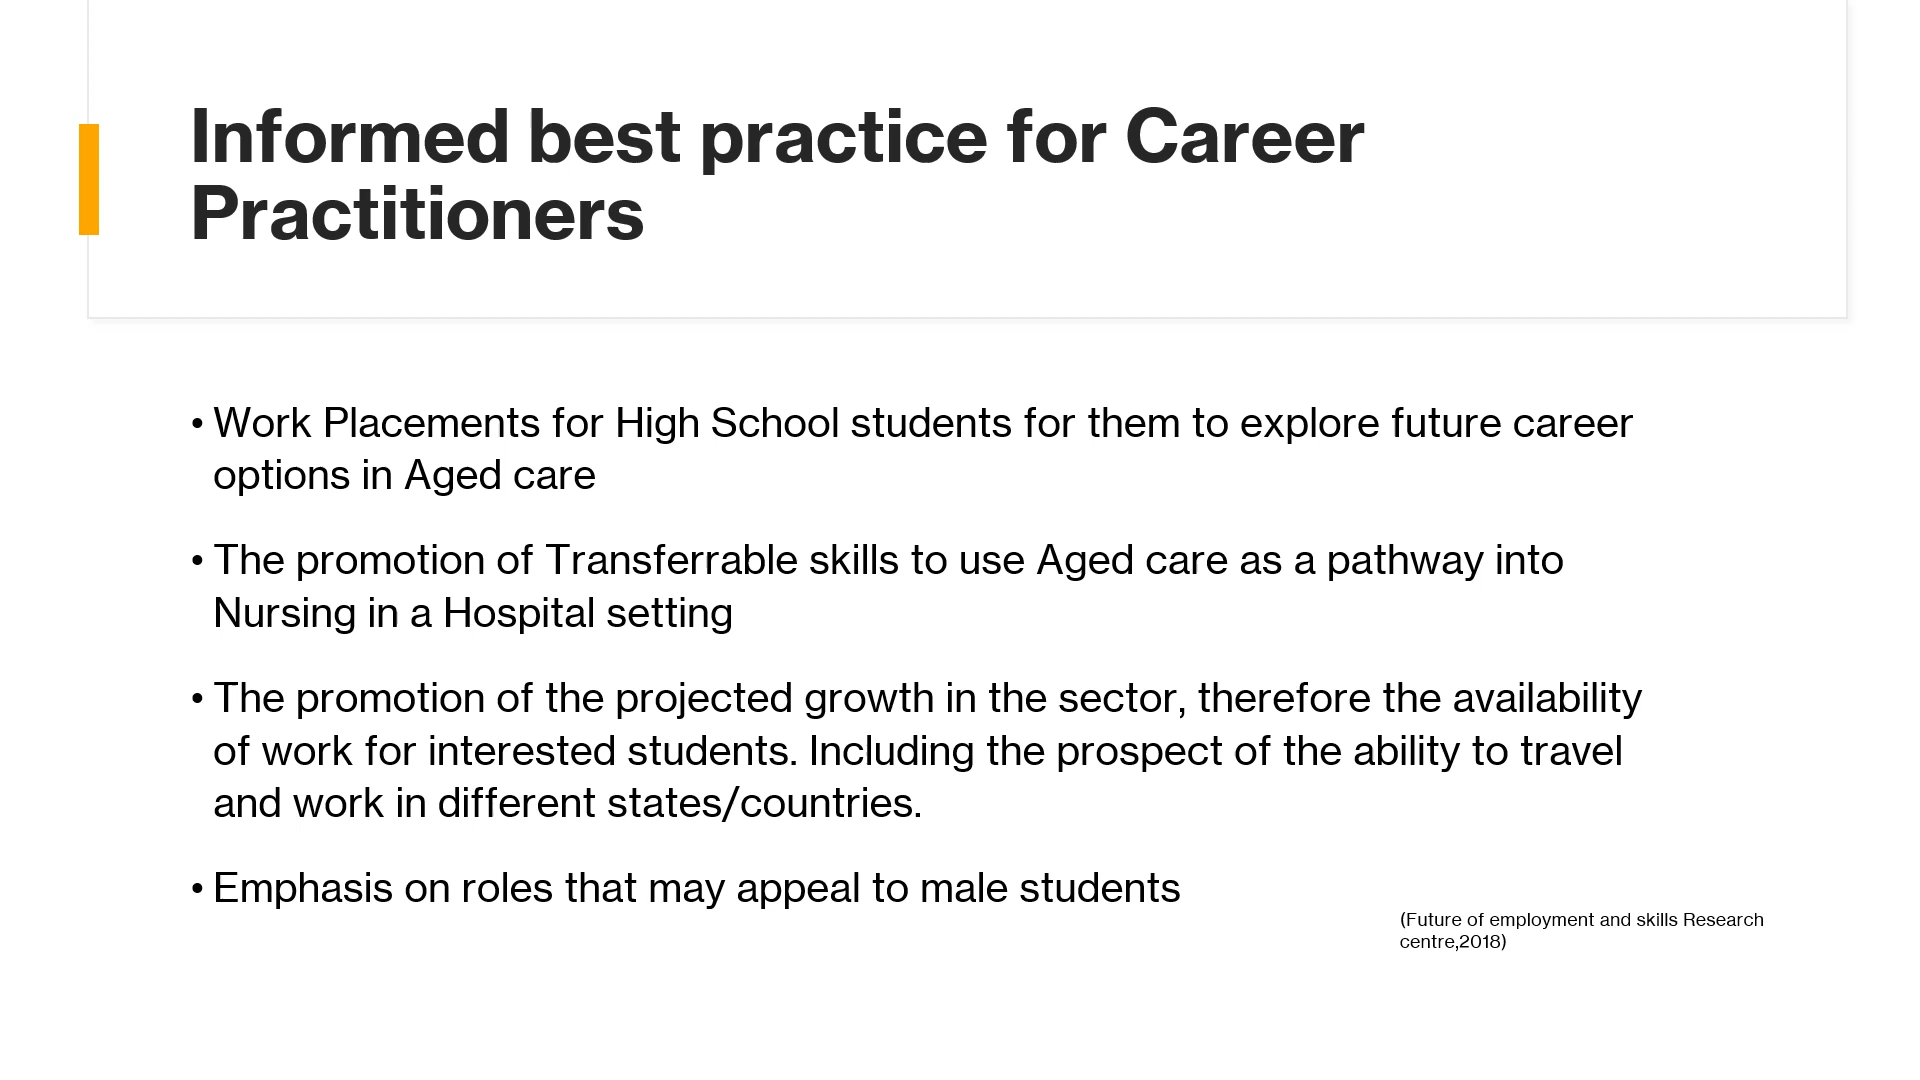 Informed best practice for Career
Practitioners
• Work Placements for High School students for them to explore future career
options in Aged care
• The promotion of Transferrable skills to use Aged care as a pathway into
Nursing in a Hospital setting
• The promotion of the projected growth in the sector, therefore the availability
of work for interested students. Including the prospect of the ability to travel
and work in different states/countries.
• Emphasis on roles that may appeal to male students
(Future of employment and skills Research
centre,2018)